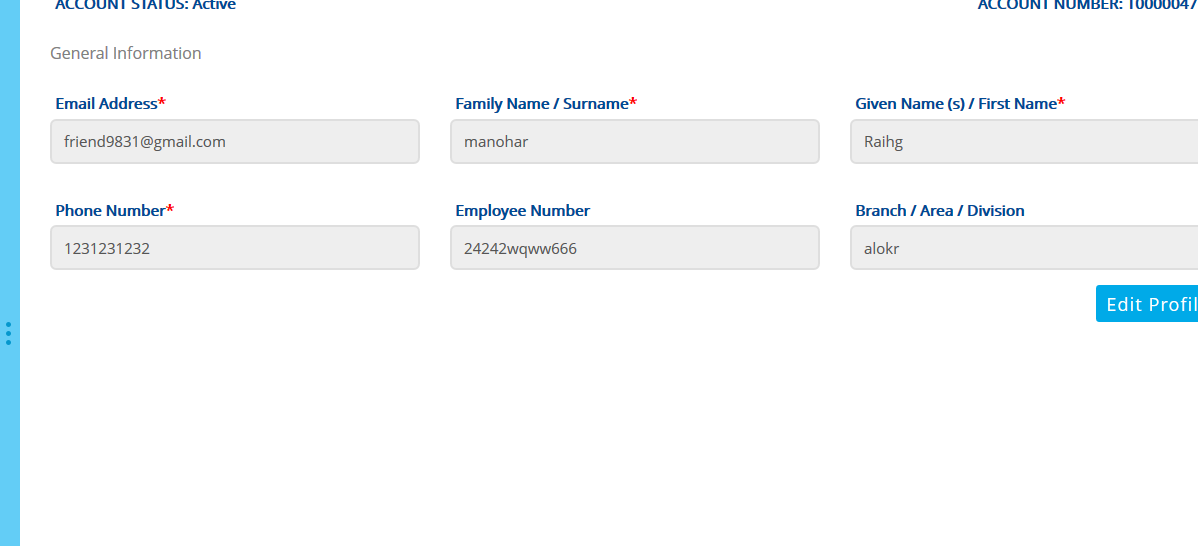 ACCOUNT STATUS: Active ACCOUNT NUMBER: 10000047
General Information
Email Address* Family Name / Surname* Given Name (s) / First Name*
friend9831@gmail.com manohar Raihg
Phone Number* Employee Number Branch / Area / Division
1231231232 24242wqww666 alokr
Edit Profil